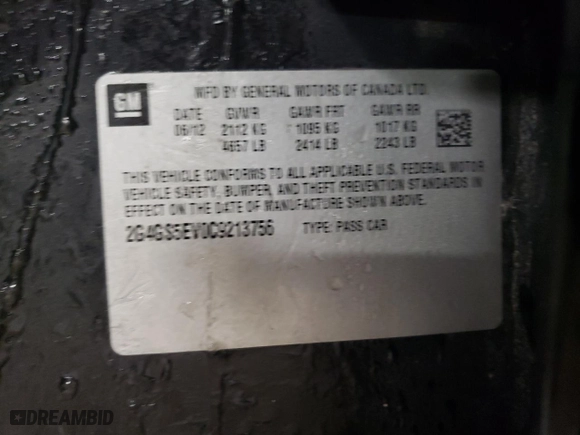 GM
MFD BY GENERAL MOTORS OF CANADA LTD.
DATE GVWR GAWR FRT GAWR RR
06/12 2112 KG 1095 KG 1017 KG
4657 LB 2414 LB 2243 LB
THIS VEHICLE CONFORMS TO ALL APPLICABLE U.S. FEDERAL MOTOR
VEHICLE SAFETY, BUMPER, AND THEFT PREVENTION STANDARDS IN
EFFECT ON THE DATE OF MANUFACTURE SHOWN ABOVE.
2G4GS5EV0C9213756 TYPE: PASS CAR
DREAMBID